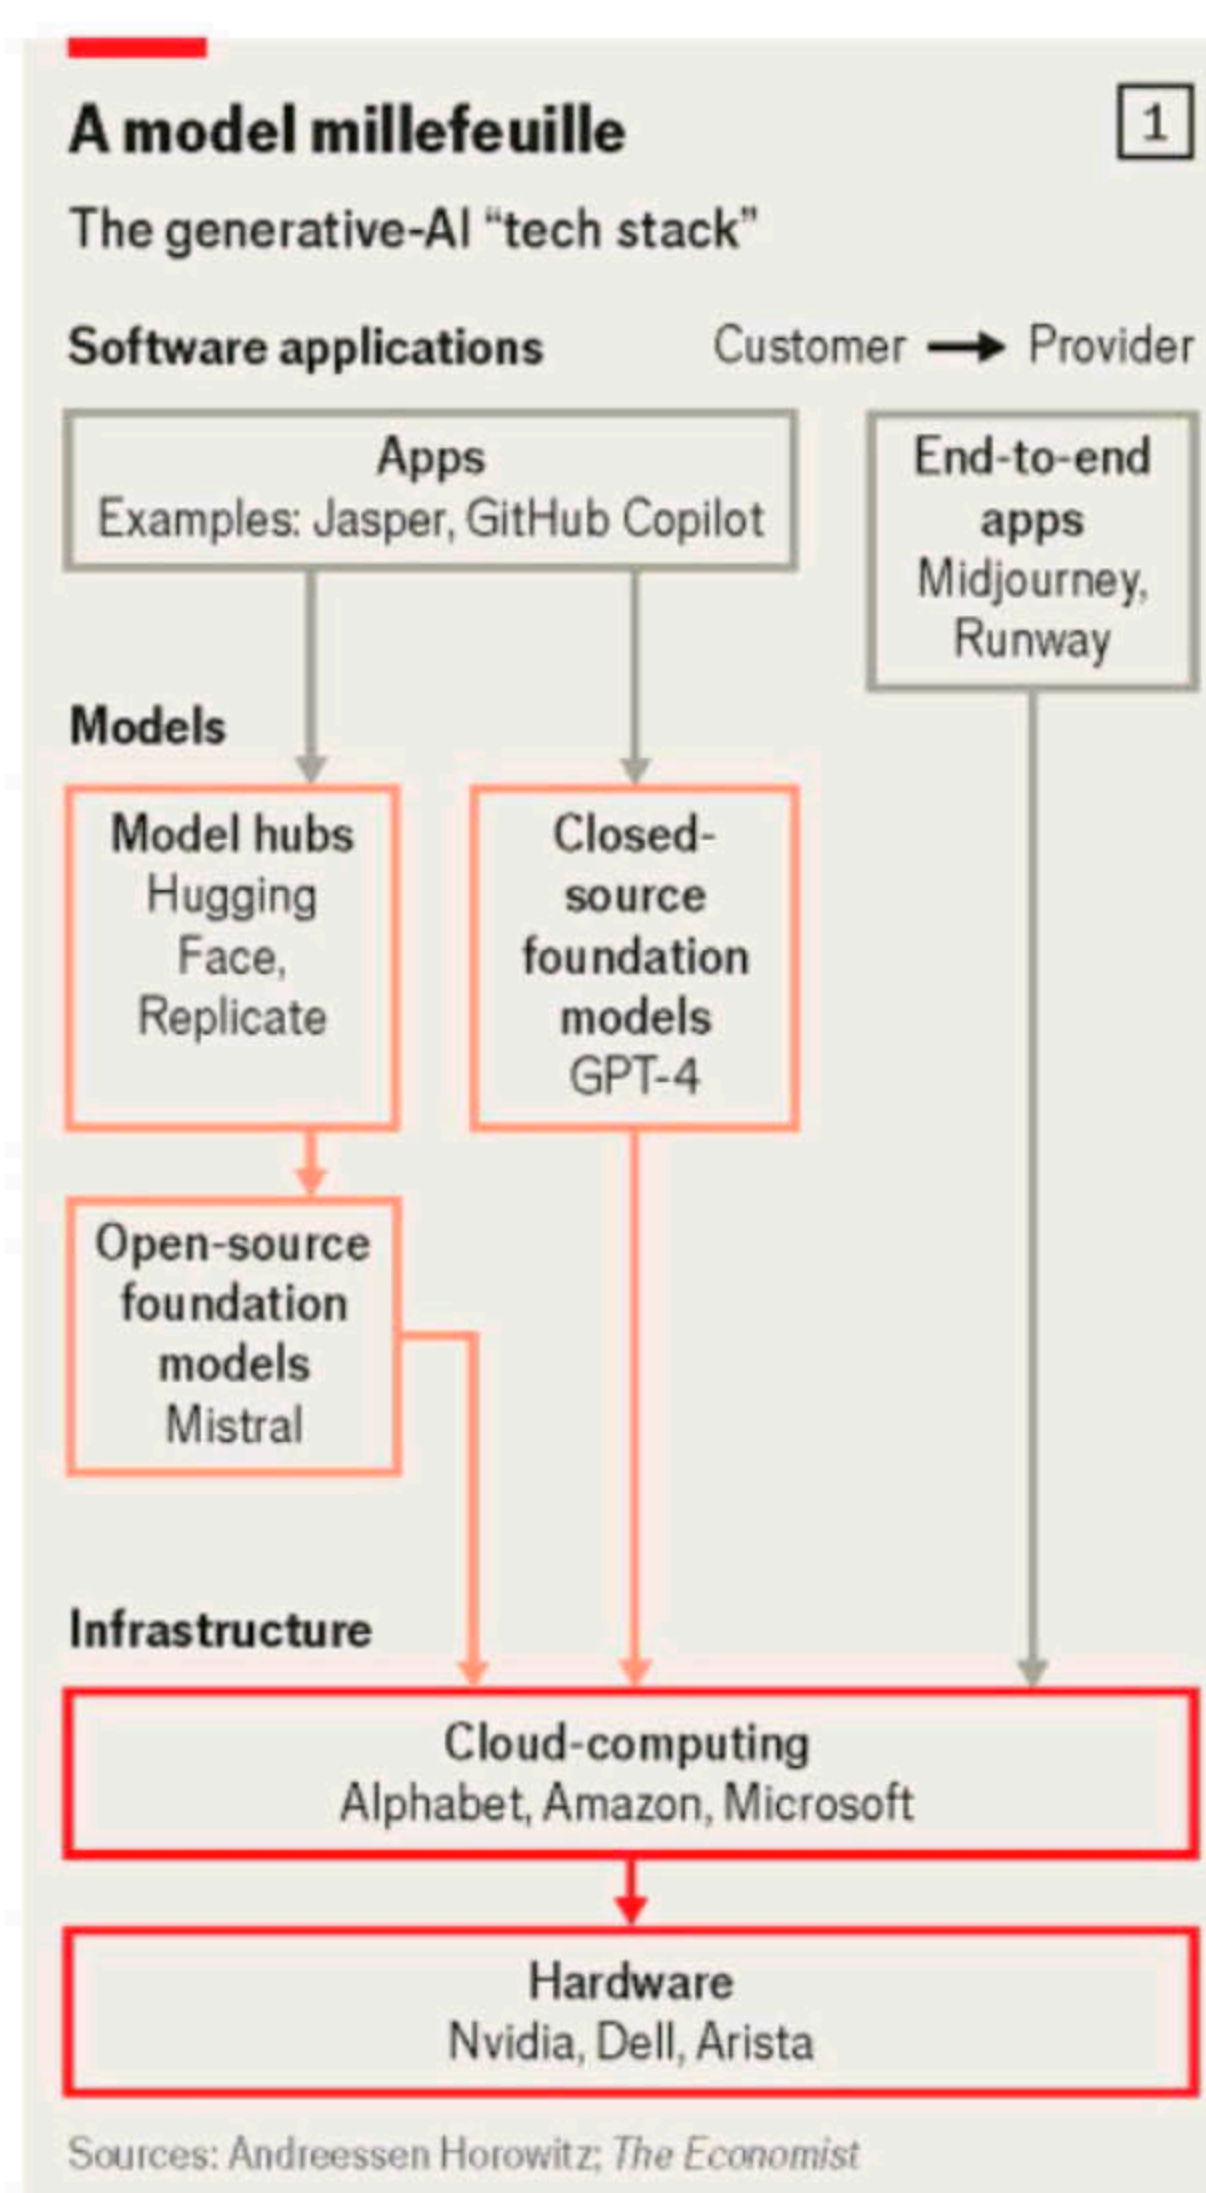 A model millefeuille
1
The generative-AI “tech stack”
Software applications
Customer → Provider
Apps
Examples: Jasper, GitHub Copilot
End-to-end
apps
Midjourney,
Runway
Models
Model hubs
Hugging
Face,
Replicate
Closed-
source
foundation
models
GPT-4
Open-source
foundation
models
Mistral
Infrastructure
Cloud-computing
Alphabet, Amazon, Microsoft
Hardware
Nvidia, Dell, Arista
Sources: Andreessen Horowitz; The Economist